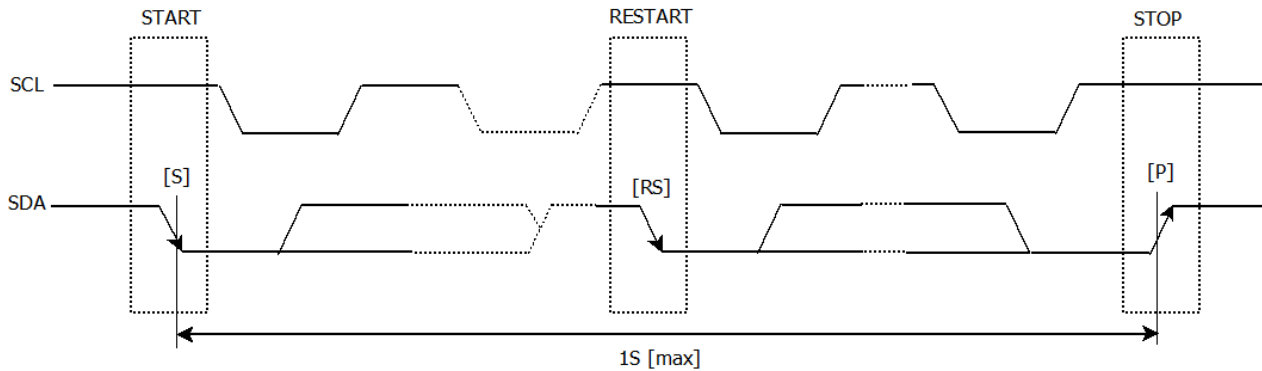 START
RESTART
STOP
SCL
[S]
[RS]
[P]
SDA
1S [max]